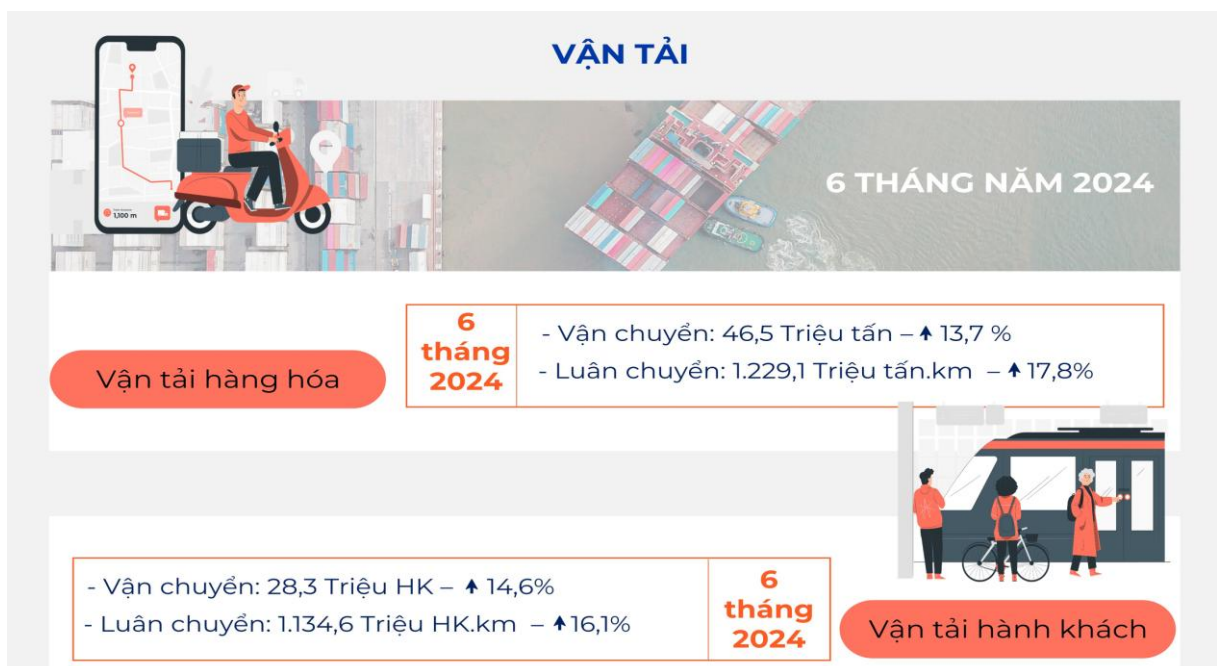 VẬN TẢI
6 THÁNG NĂM 2024
1,100 m
Vận tải hàng hóa
6
tháng
2024
- Vận chuyển: 46,5 Triệu tấn – 🡅 13,7 %
- Luân chuyển: 1.229,1 Triệu tấn.km – 🡅 17,8%
- Vận chuyển: 28,3 Triệu HK – 🡅 14,6%
- Luân chuyển: 1.134,6 Triệu HK.km – 🡅 16,1%
6
tháng
2024
Vận tải hành khách